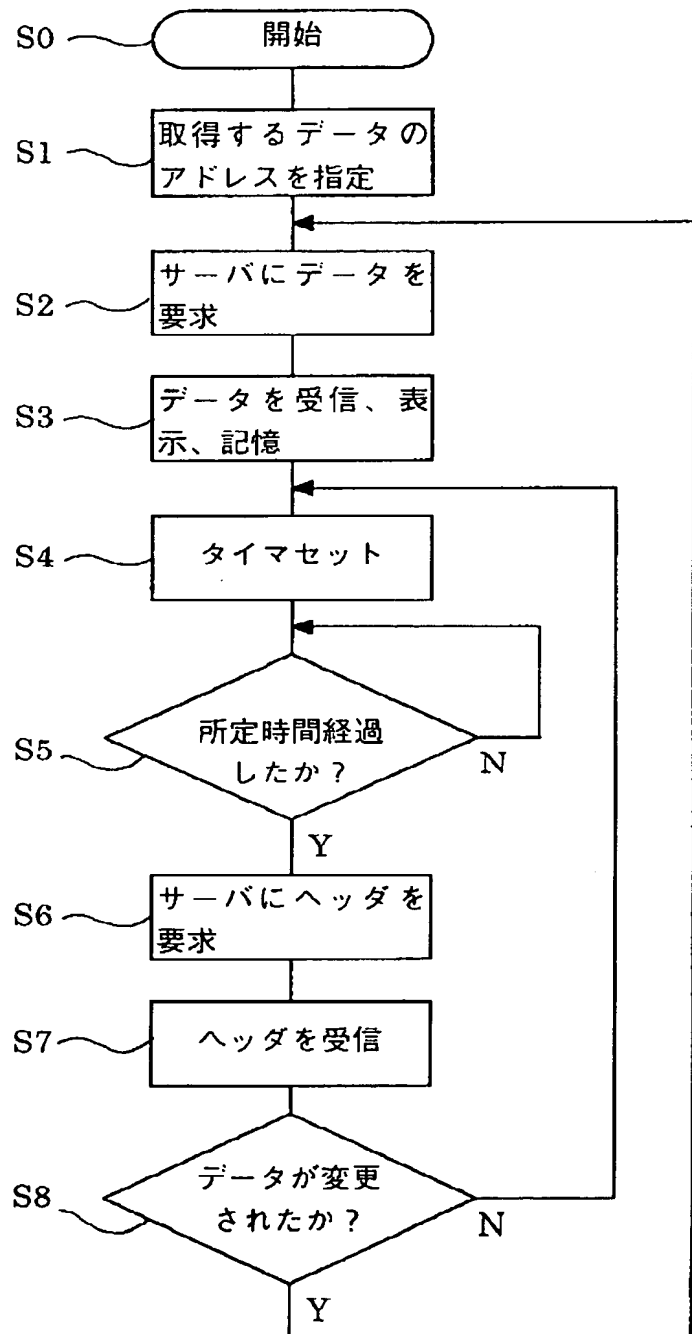 S0
開始
S1
取得するデータの
アドレスを指定
S2
サーバにデータを
要求
S3
データを受信、表
示、記憶
S4
タイマセット
S5
所定時間経過
したか?
N
Y
S6
サーバにヘッダを
要求
S7
ヘッダを受信
S8
データが変更
されたか?
N
Y